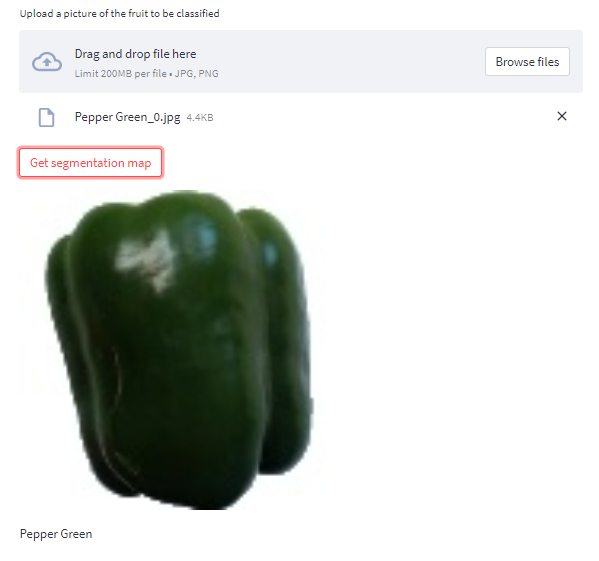 Upload a picture of the fruit to be classified
Drag and drop file here
Limit 200MB per file • JPG, PNG
Browse files
Pepper Green_0.jpg 4.4KB
Get segmentation map
Pepper Green